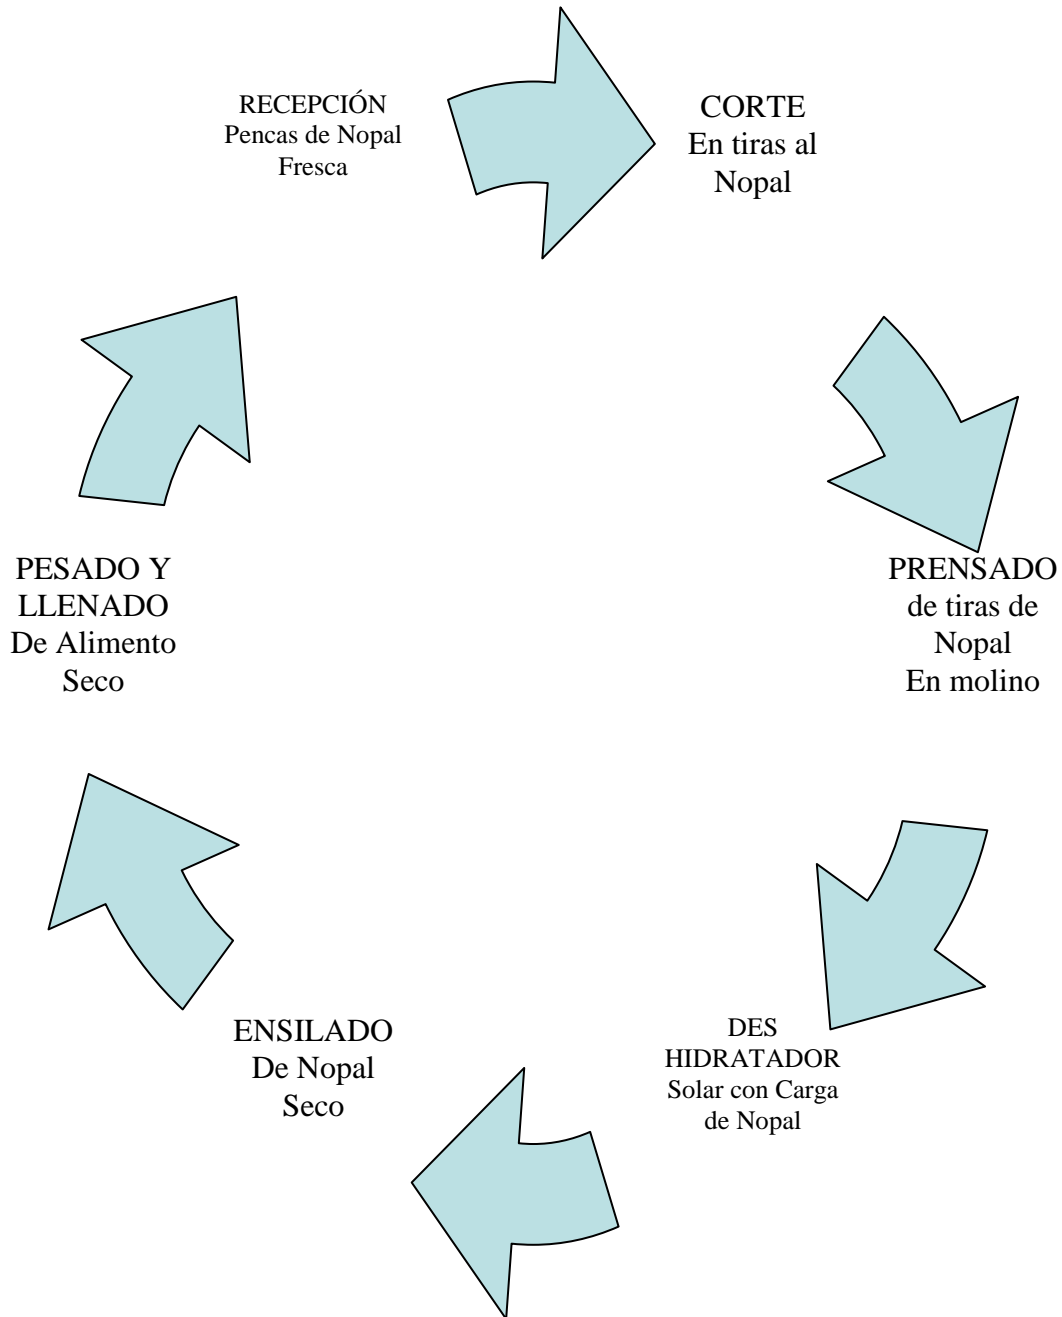 RECEPCIÓN
Pencas de Nopal
Fresca
CORTE
En tiras al
Nopal
PRENSADO
de tiras de
Nopal
En molino
DES
HIDRATADOR
Solar con Carga
de Nopal
ENSILADO
De Nopal
Seco
PESADO Y
LLENADO
De Alimento
Seco